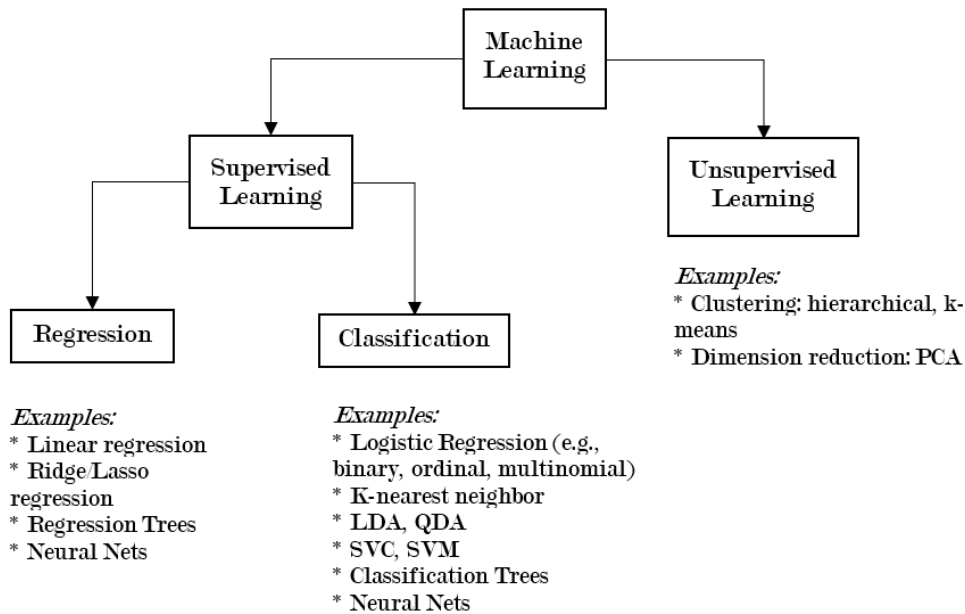 Machine
Learning
Supervised
Learning
Unsupervised
Learning
Regression
Classification
Examples:
* Linear regression
* Ridge/Lasso
regression
* Regression Trees
* Neural Nets
Examples:
* Logistic Regression (e.g.,
binary, ordinal, multinomial)
* K-nearest neighbor
* LDA, QDA
* SVC, SVM
* Classification Trees
* Neural Nets
Examples:
* Clustering: hierarchical, k-
means
* Dimension reduction: PCA